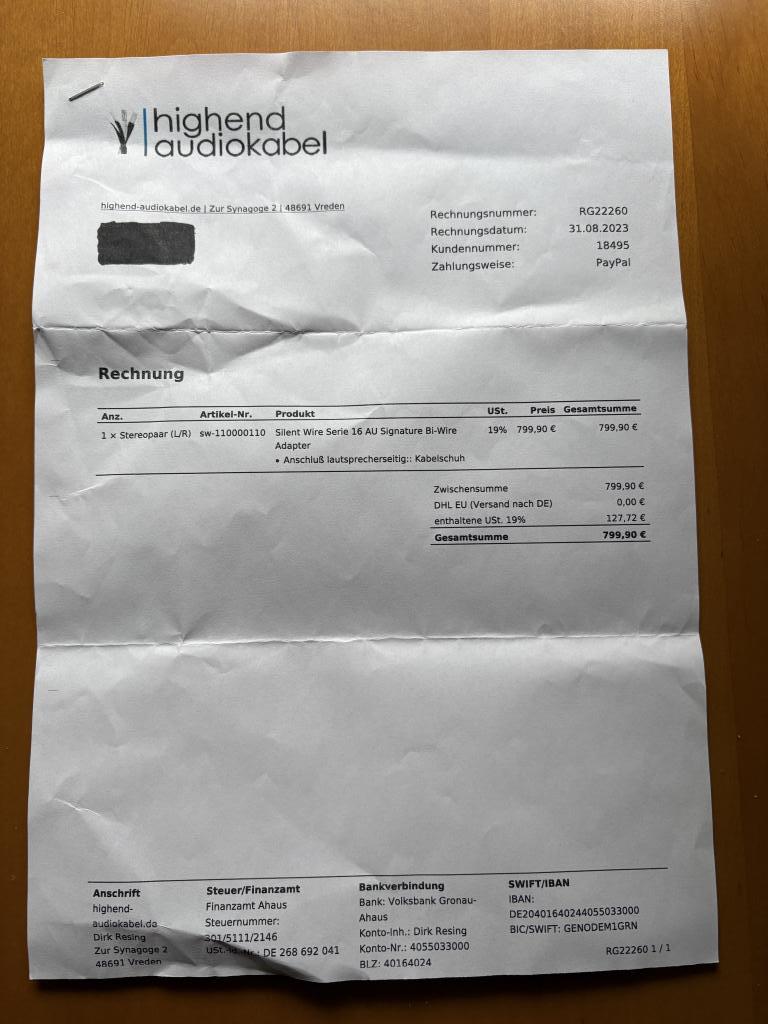 highend
audiokabel
highend-audiokabel.de | Zur Synagoge 2 | 48691 Vreden
Rechnungsnummer: RG22260
Rechnungsdatum: 31.08.2023
Kundennummer: 18495
Zahlungsweise: PayPal
Rechnung
Anz. Artikel-Nr. Produkt USt. Preis Gesamtsumme
1 × Stereopaar (L/R) sw-110000110 Silent Wire Serie 16 AU Signature Bi-Wire 19% 799,90 € 799,90 €
Adapter
• Anschluß lautsprecherseitig:: Kabelschuh
Zwischensumme 799,90 €
DHL EU (Versand nach DE) 0,00 €
enthaltene USt. 19% 127,72 €
Gesamtsumme 799,90 €
Anschrift
highend-
audiokabel.de
Dirk Resing
Zur Synagoge 2
48691 Vreden
Steuer/Finanzamt
Finanzamt Ahaus
Steuernummer:
301/5111/2146
USt.-Id.-Nr.: DE 268 692 041
Bankverbindung
Bank: Volksbank Gronau-
Ahaus
Konto-Inh.: Dirk Resing
Konto-Nr.: 4055033000
BLZ: 40164024
SWIFT/IBAN
IBAN:
DE20401640244055033000
BIC/SWIFT: GENODEM1GRN
RG22260 1 / 1